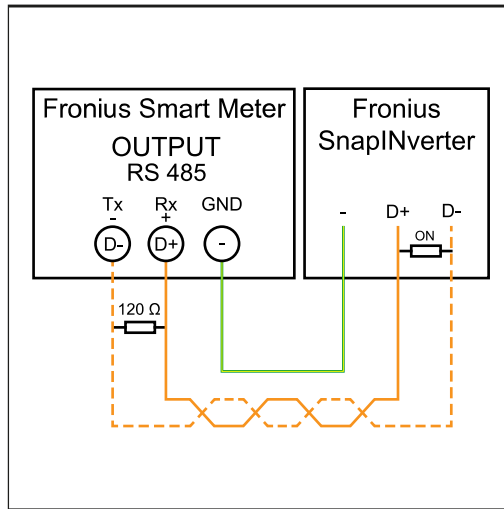 Fronius Smart Meter
OUTPUT
RS 485
Tx Rx GND
- +
D- D+ -
120 Ω
Fronius
SnapINverter
- D+ D-
ON